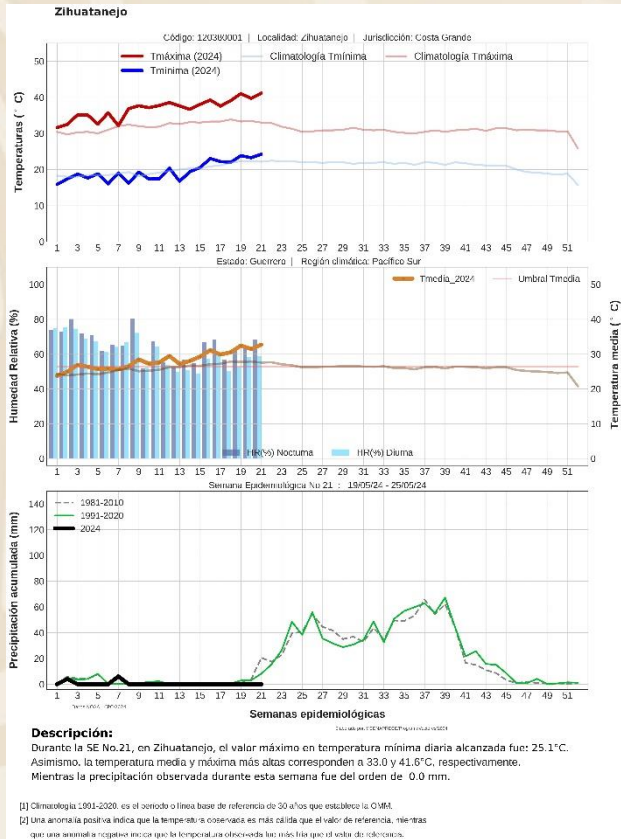 Zihuatanejo
Código: 120380001 | Localidad: Zihuatanejo | Jurisdicción: Costa Grande
Tmáxima (2024) Climatología Tmínima Climatología Tmáxima
Tmínima (2024)
Temperaturas (° C)
50
40
30
20
10
0
1 3 5 7 9 11 13 15 17 19 21 23 25 27 29 31 33 35 37 39 41 43 45 47 49 51
Estado: Guerrero | Región climática: Pacífico Sur
Tmedia_2024 Umbral Tmedia
Humedad Relativa (%)
Temperatura media (° C)
100 50
80 40
60 30
40 20
20 10
0 0
HR(%) Nocturna HR(%) Diurna
1 3 5 7 9 11 13 15 17 19 21 23 25 27 29 31 33 35 37 39 41 43 45 47 49 51
Semana Epidemiológica No 21 : 19/05/24 - 25/05/24
1981-2010
1991-2020
2024
Precipitación acumulada (mm)
140
120
100
80
60
40
20
0
1 3 5 7 9 11 13 15 17 19 21 23 25 27 29 31 33 35 37 39 41 43 45 47 49 51
Semanas epidemiológicas
Descripción:
Durante la SE No.21, en Zihuatanejo, el valor máximo en temperatura mínima diaria alcanzada fue: 25.1°C.
Asimismo, la temperatura media y máxima más altas corresponden a 33.0 y 41.6°C, respectivamente.
Mientras la precipitación observada durante esta semana fue del orden de 0.0 mm.
[1] Climatología 1991-2020, es el periodo o línea base de referencia de 30 años que establece la OMM.
[2] Una anomalía positiva indica que la temperatura observada es más cálida que el valor de referencia, mientras
que una anomalía negativa indica que la temperatura observada fue más fría que el valor de referencia.